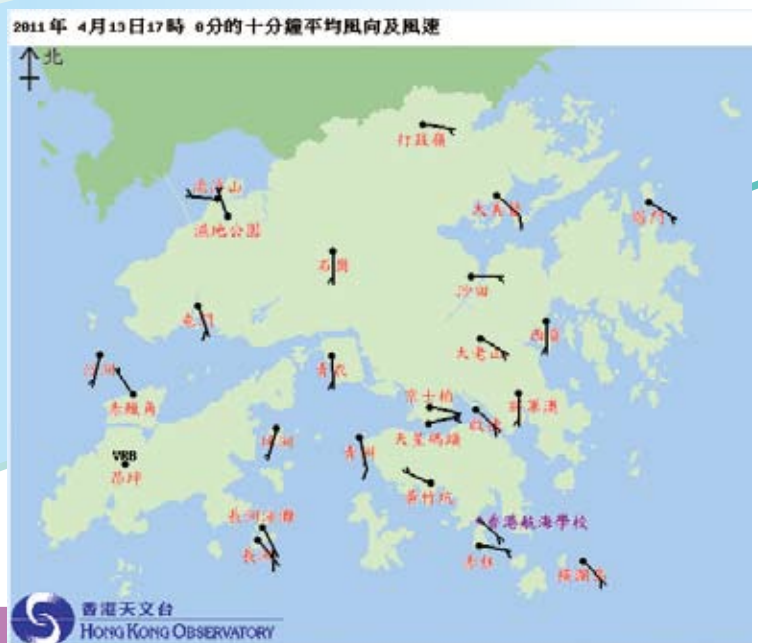 2011年 4月13日17時 0分的十分鐘平均風向及風速
北
打鼓嶺
流浮山
大美督
塔門
濕地公園
石崗
沙田
屯門
西貢
大老山
沙洲
青衣
赤鱲角
京士柏
啟德
將軍澳
天星碼頭
坪洲
青洲
VRB
昂坪
黃竹坑
長洲泳灘
香港航海學校
長洲
赤柱
橫瀾島
香港天文台
HONG KONG OBSERVATORY